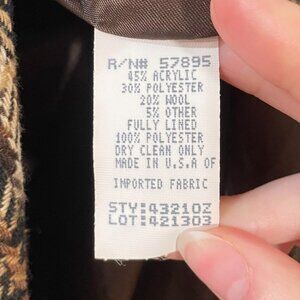 R/N# 57895
45% ACRYLIC
30% POLYESTER
20% WOOL
5% OTHER
FULLY LINED
100% POLYESTER
DRY CLEAN ONLY
MADE IN U.S.A OF
IMPORTED FABRIC
STY:43210Z
LOT:421303